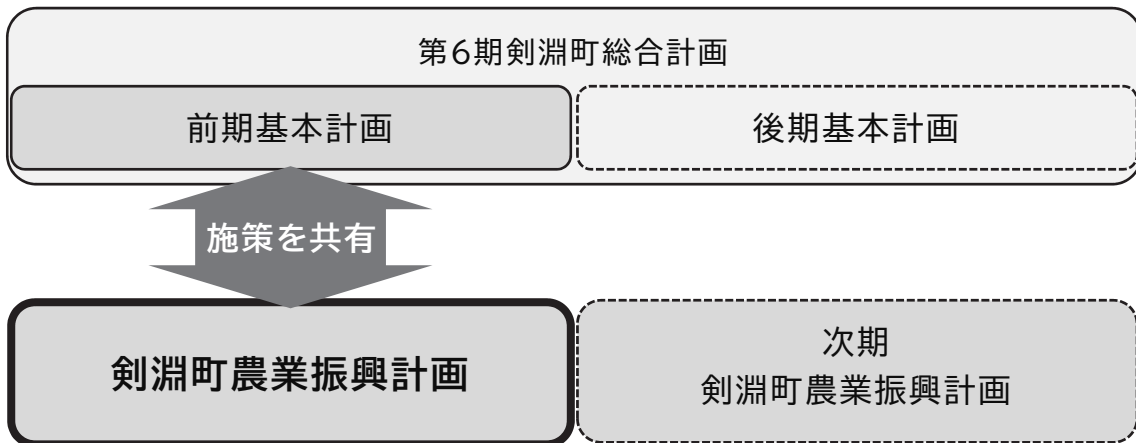 第6期剣淵町総合計画
前期基本計画
後期基本計画
施策を共有
剣淵町農業振興計画
次期
剣淵町農業振興計画